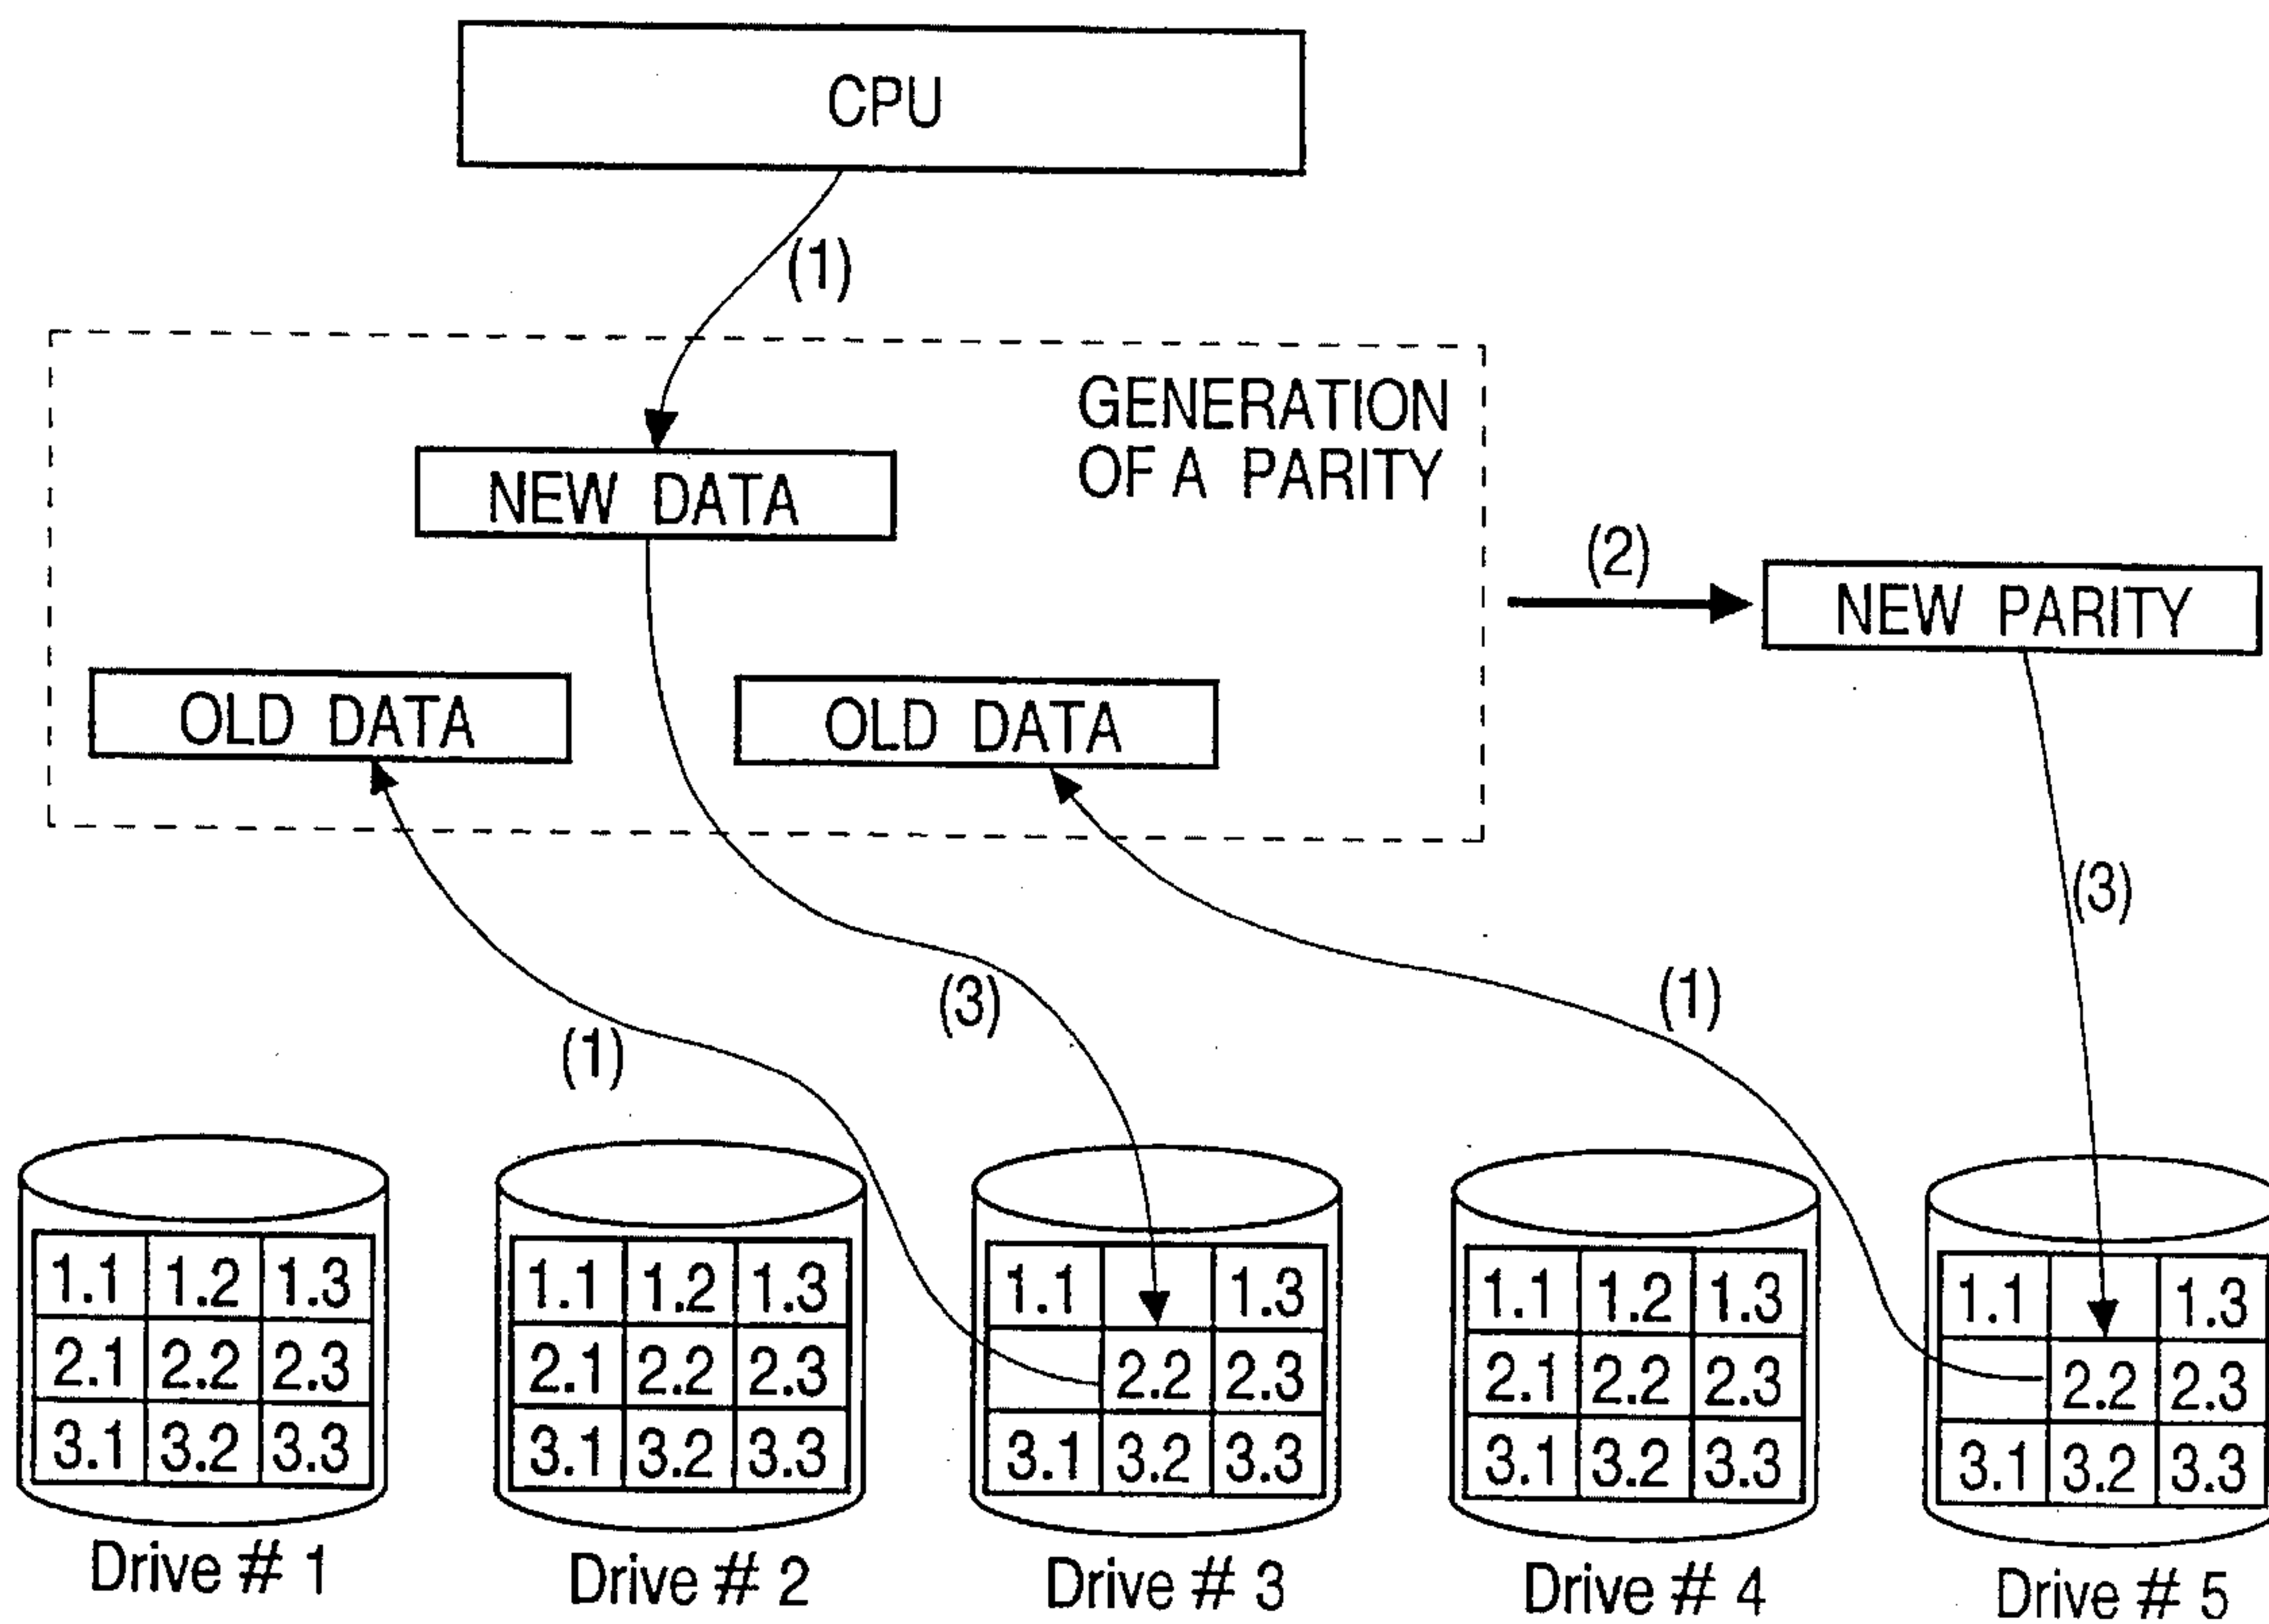 CPU
(1)
GENERATION
OF A PARITY
NEW DATA
(2)
NEW PARITY
OLD DATA
OLD DATA
(3)
(3)
(1)
(1)
1.1 1.2 1.3
2.1 2.2 2.3
3.1 3.2 3.3
Drive # 1
1.1 1.2 1.3
2.1 2.2 2.3
3.1 3.2 3.3
Drive # 2
1.1 1.3
2.2 2.3
3.1 3.2 3.3
Drive # 3
1.1 1.2 1.3
2.1 2.2 2.3
3.1 3.2 3.3
Drive # 4
1.1 1.3
2.2 2.3
3.1 3.2 3.3
Drive # 5